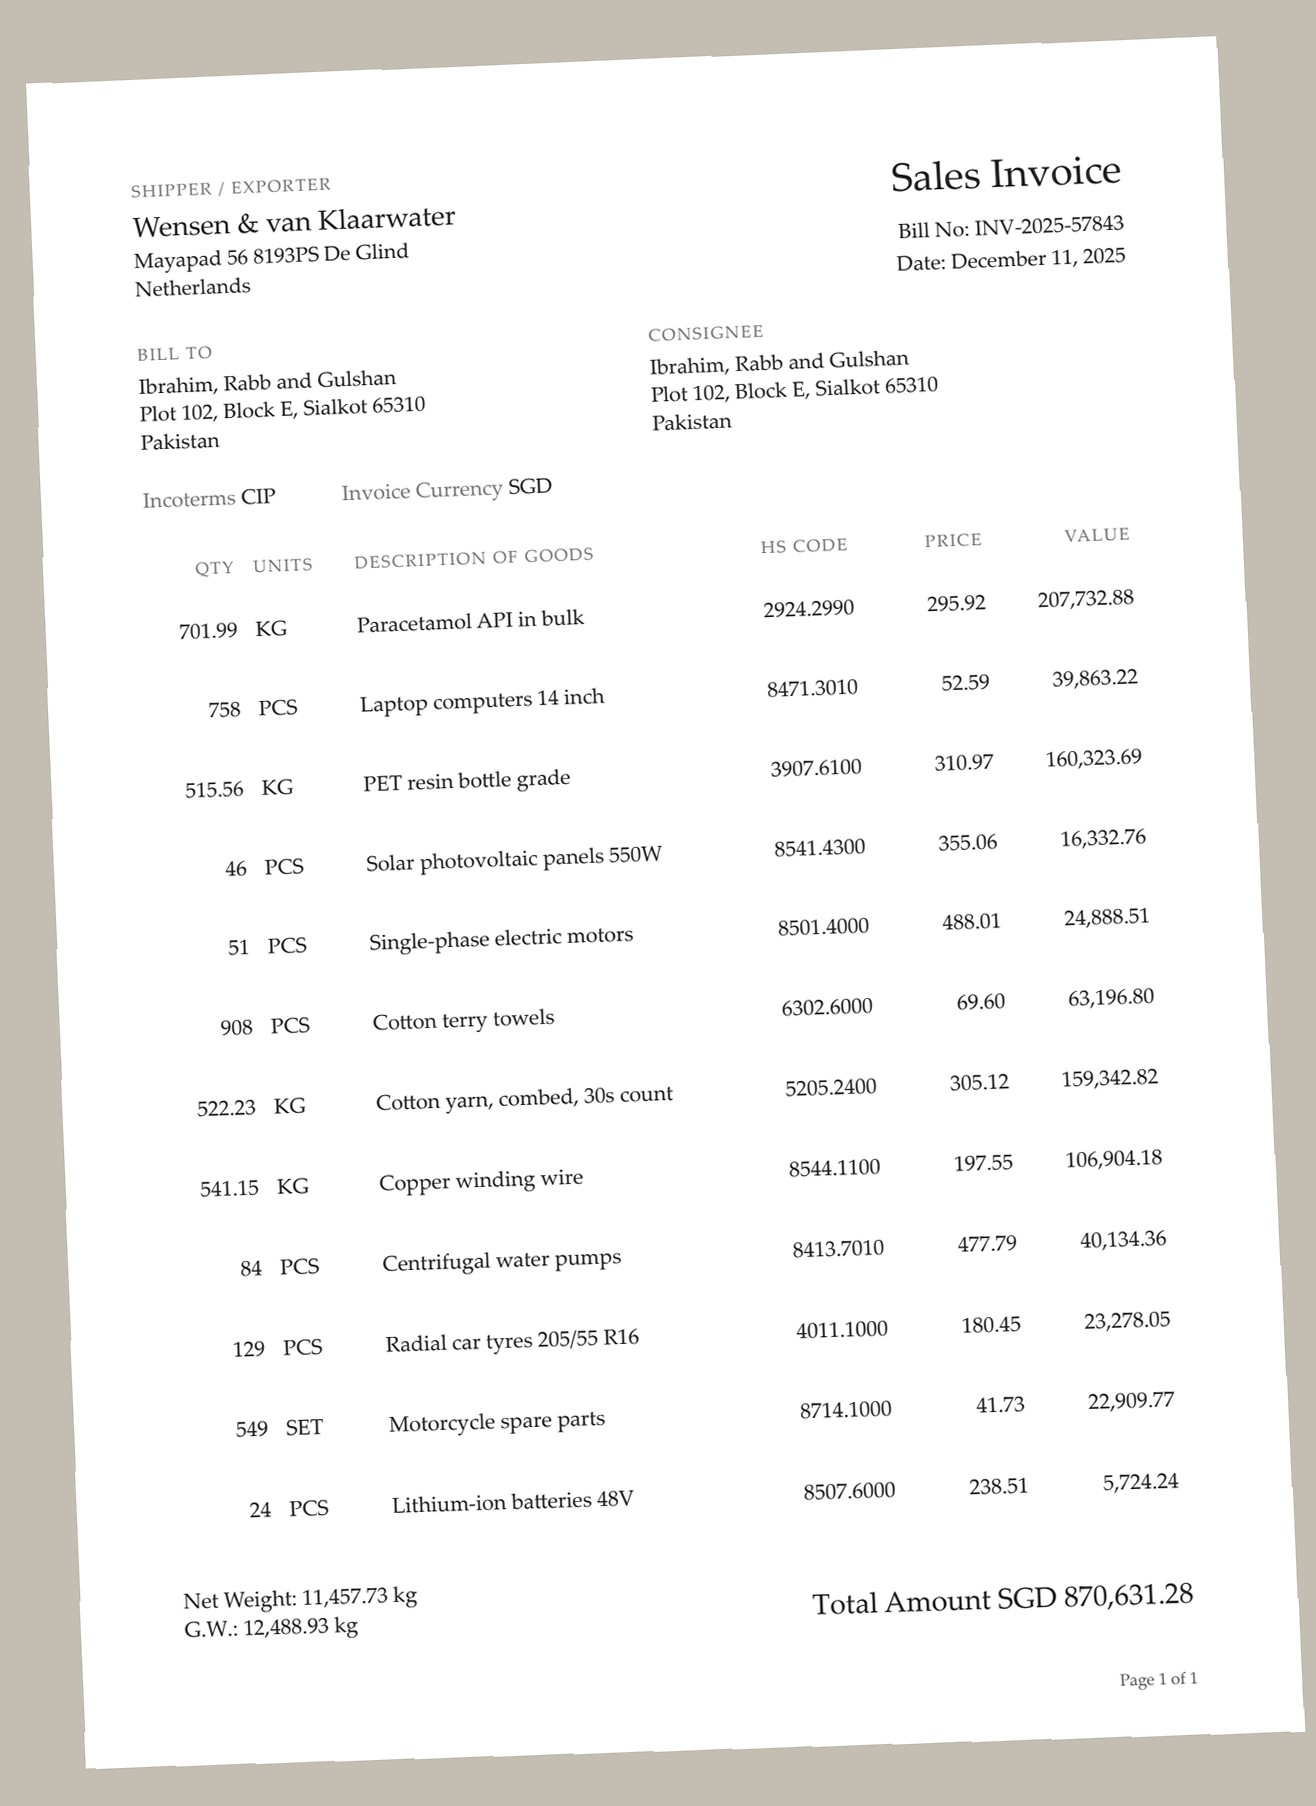 SHIPPER / EXPORTER
Wensen & van Klaarwater
Mayapad 56 8193PS De Glind
Netherlands
Sales Invoice
Bill No: INV-2025-57843
Date: December 11, 2025
BILL TO
Ibrahim, Rabb and Gulshan
Plot 102, Block E, Sialkot 65310
Pakistan
CONSIGNEE
Ibrahim, Rabb and Gulshan
Plot 102, Block E, Sialkot 65310
Pakistan
Incoterms CIP Invoice Currency SGD
QTY UNITS DESCRIPTION OF GOODS HS CODE PRICE VALUE
701.99 KG Paracetamol API in bulk 2924.2990 295.92 207,732.88
758 PCS Laptop computers 14 inch 8471.3010 52.59 39,863.22
515.56 KG PET resin bottle grade 3907.6100 310.97 160,323.69
46 PCS Solar photovoltaic panels 550W 8541.4300 355.06 16,332.76
51 PCS Single-phase electric motors 8501.4000 488.01 24,888.51
908 PCS Cotton terry towels 6302.6000 69.60 63,196.80
522.23 KG Cotton yarn, combed, 30s count 5205.2400 305.12 159,342.82
541.15 KG Copper winding wire 8544.1100 197.55 106,904.18
84 PCS Centrifugal water pumps 8413.7010 477.79 40,134.36
129 PCS Radial car tyres 205/55 R16 4011.1000 180.45 23,278.05
549 SET Motorcycle spare parts 8714.1000 41.73 22,909.77
24 PCS Lithium-ion batteries 48V 8507.6000 238.51 5,724.24
Net Weight: 11,457.73 kg
G.W.: 12,488.93 kg
Total Amount SGD 870,631.28
Page 1 of 1